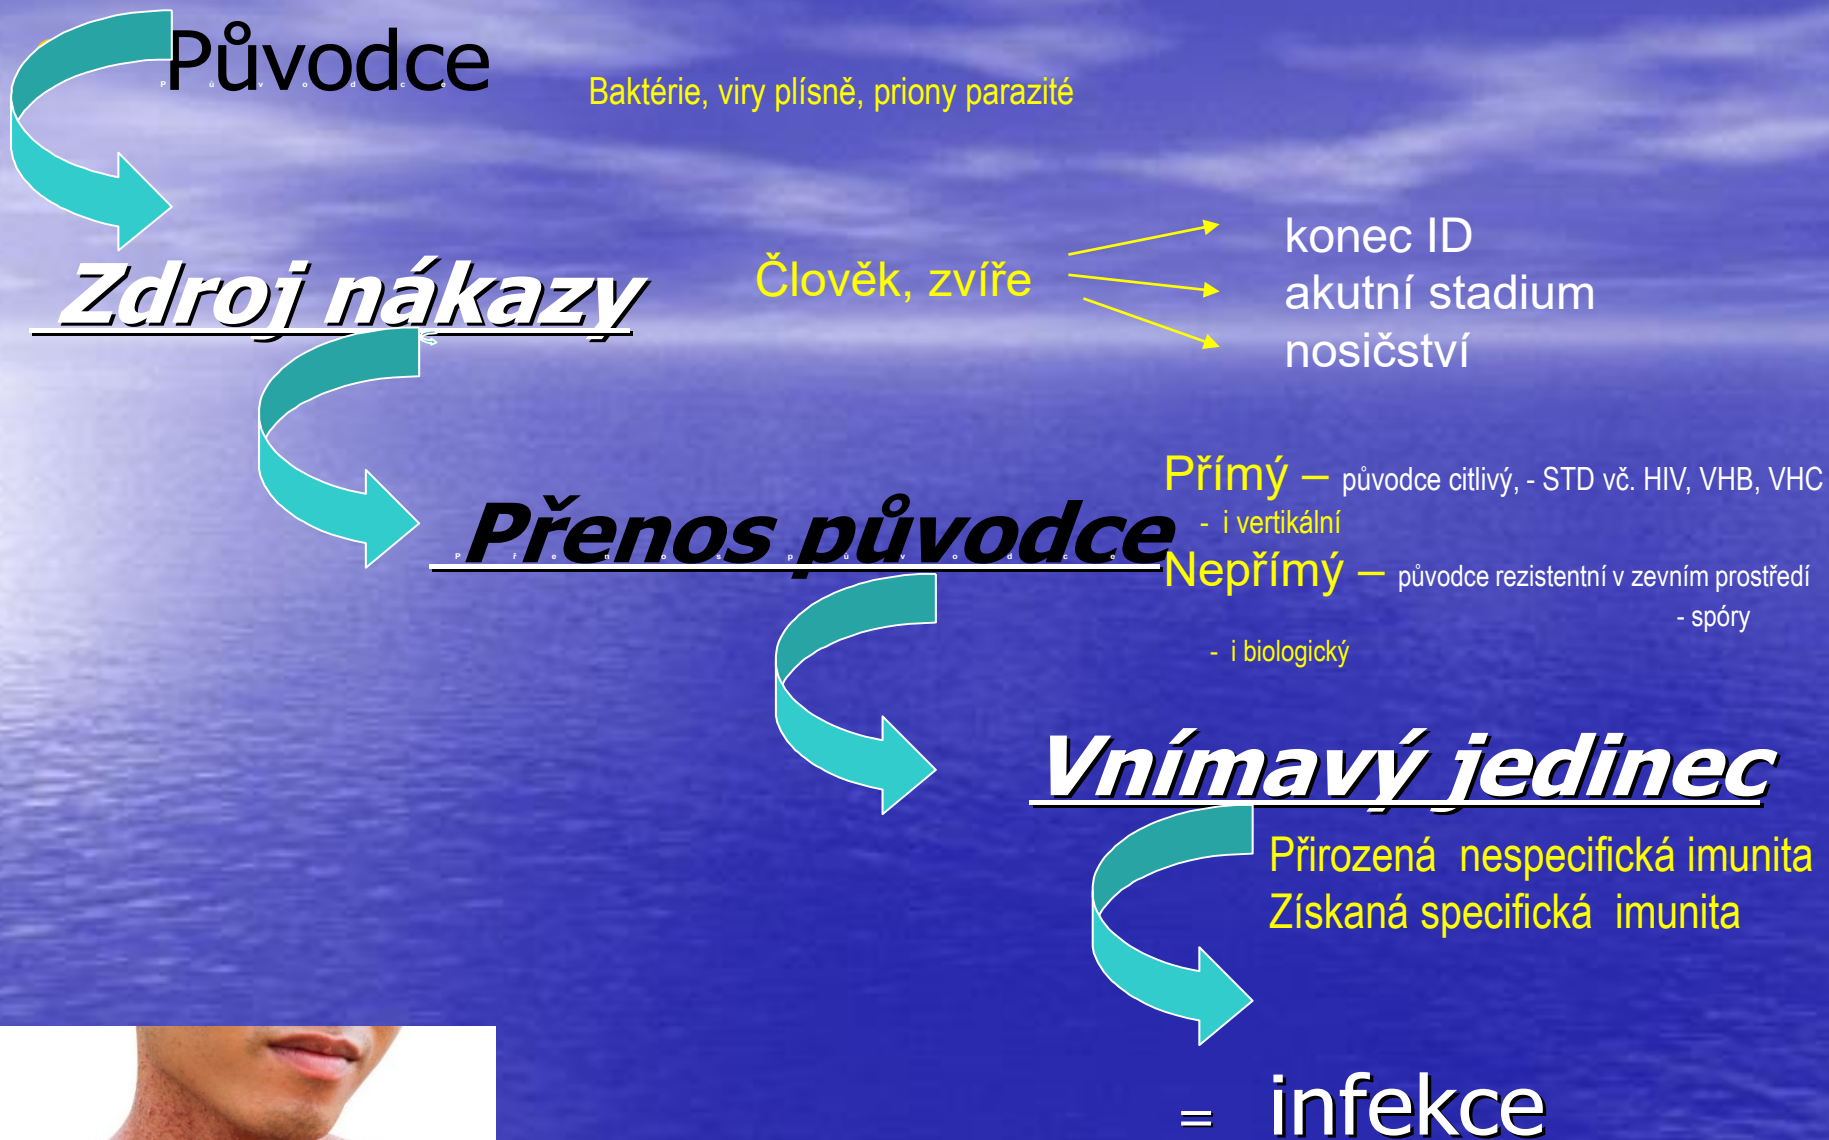 Původce
Baktérie, viry plísně, priony parazité
Zdroj nákazy
Člověk, zvíře
konec ID
akutní stadium
nosičství
Přenos původce
Přímý – původce citlivý, - STD vč. HIV, VHB, VHC
- i vertikální
Nepřímý – původce rezistentní v zevním prostředí
- spóry
- i biologický
Vnímavý jedinec
Přirozená nespecifická imunita
Získaná specifická imunita
= infekce